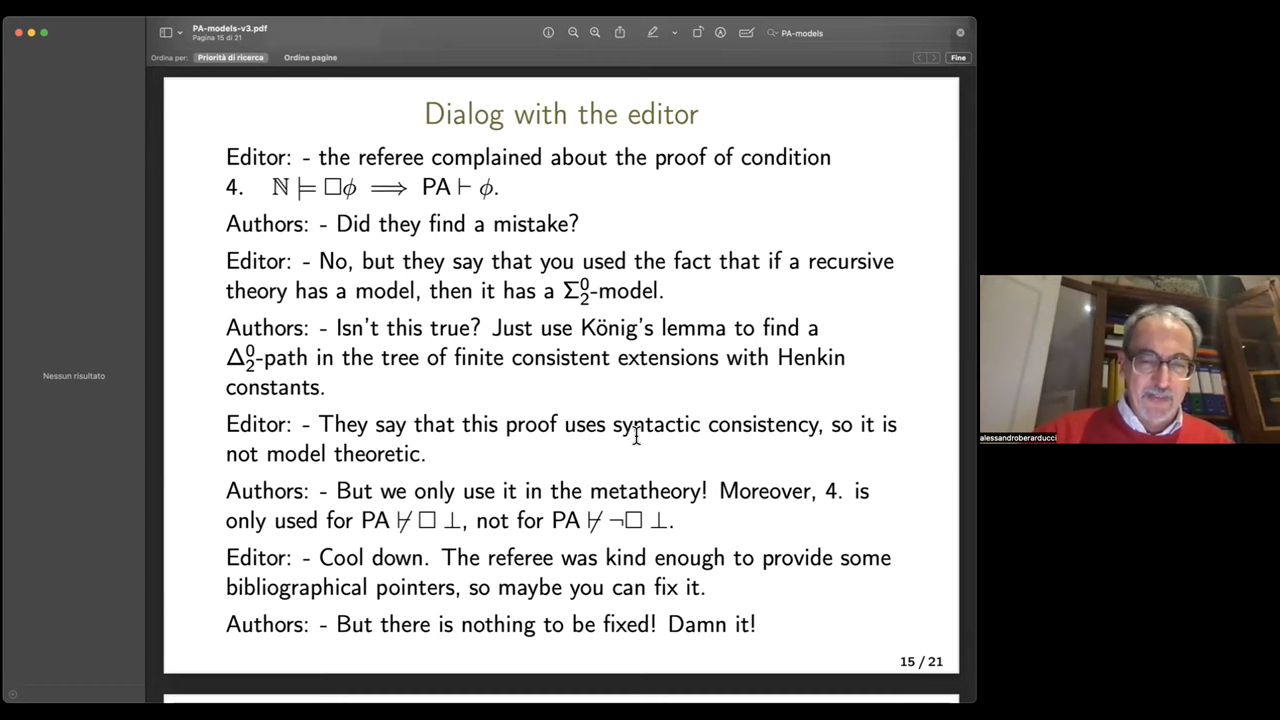 PA-models-v3.pdf
Pagina 15 di 21
PA-models
Ordina per:
Priorità di ricerca
Ordine pagine
Fine
Nessun risultato
Dialog with the editor
Editor: - the referee complained about the proof of condition
4. ℕ ⊨ □ϕ ⟹ PA ⊢ ϕ.
Authors: - Did they find a mistake?
Editor: - No, but they say that you used the fact that if a recursive
theory has a model, then it has a Σ⁰₂-model.
Authors: - Isn't this true? Just use König's lemma to find a
Δ⁰₂-path in the tree of finite consistent extensions with Henkin
constants.
Editor: - They say that this proof uses syntactic consistency, so it is
not model theoretic.
Authors: - But we only use it in the metatheory! Moreover, 4. is
only used for PA ⊬ □ ⊥, not for PA ⊬ ¬□ ⊥.
Editor: - Cool down. The referee was kind enough to provide some
bibliographical pointers, so maybe you can fix it.
Authors: - But there is nothing to be fixed! Damn it!
15 / 21
alessandroberarducci